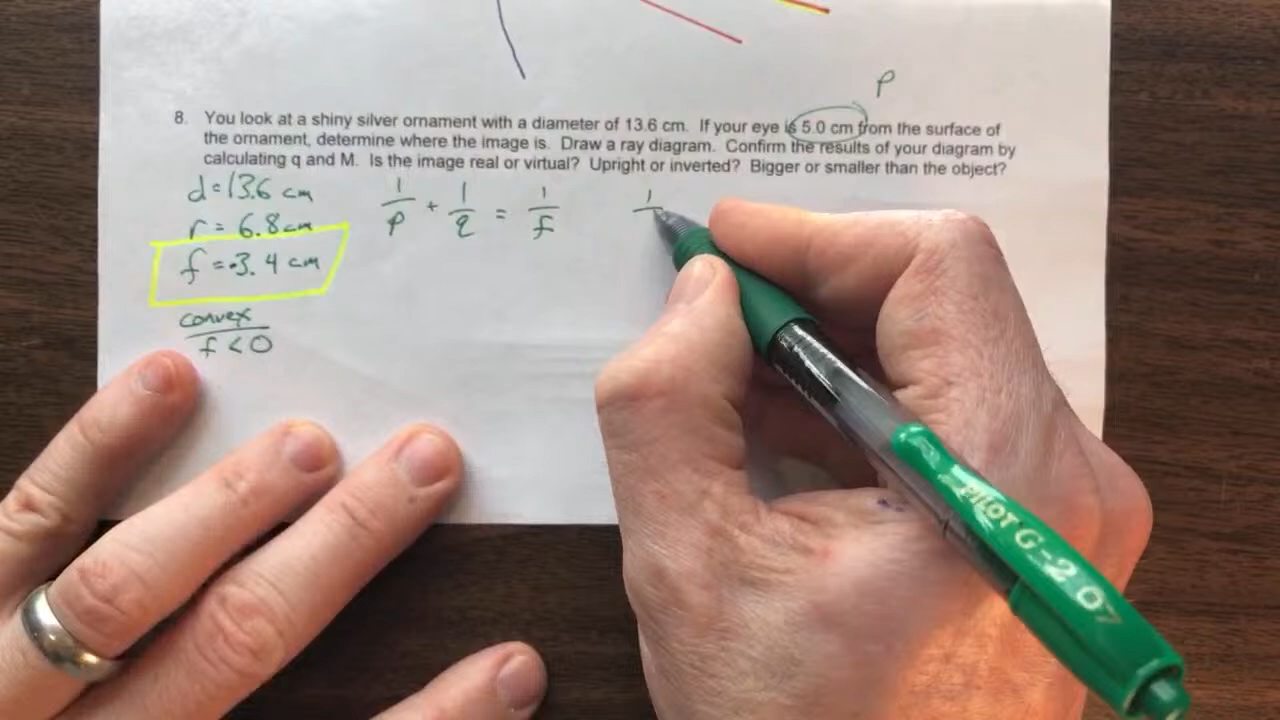 P
8. You look at a shiny silver ornament with a diameter of 13.6 cm. If your eye is 5.0 cm from the surface of
the ornament, determine where the image is. Draw a ray diagram. Confirm the results of your diagram by
calculating q and M. Is the image real or virtual? Upright or inverted? Bigger or smaller than the object?
d=13.6 cm
r = 6.8cm
f = -3.4 cm
convex
f < 0
1/p + 1/q = 1/f
1
PILOT G-2 07